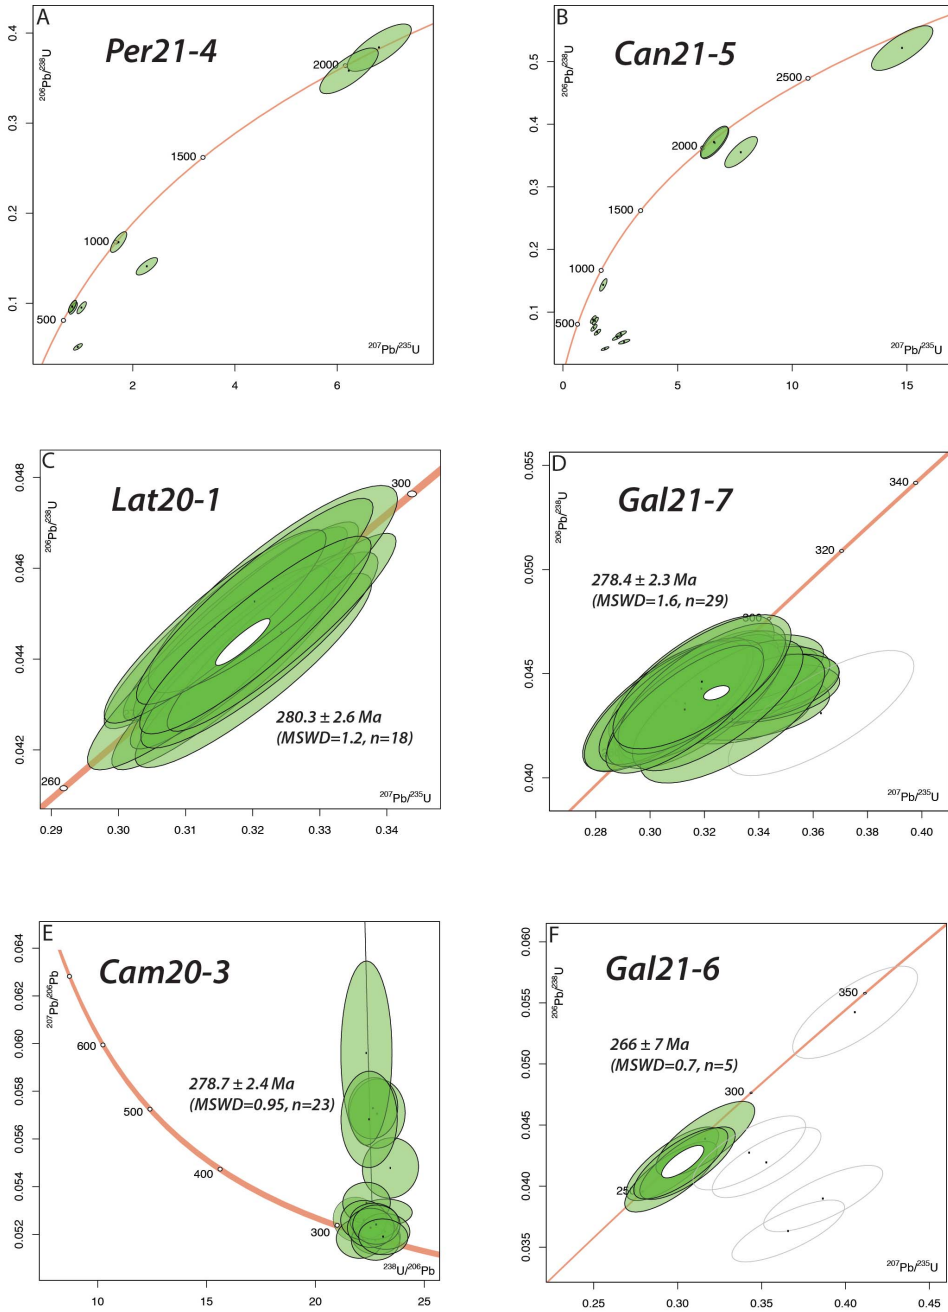 A
Per21-4
206Pb/238U
0.4
0.3
0.2
0.1
2000
1500
1000
500
207Pb/235U
2 4 6
B
Can21-5
206Pb/238U
0.5
0.4
0.3
0.2
0.1
2500
2000
1500
1000
500
207Pb/235U
0 5 10 15
C
Lat20-1
206Pb/238U
0.048
0.046
0.044
0.042
300
280.3 ± 2.6 Ma
(MSWD=1.2, n=18)
260
207Pb/235U
0.29 0.30 0.31 0.32 0.33 0.34
D
Gal21-7
206Pb/238U
0.055
0.050
0.045
0.040
340
320
278.4 ± 2.3 Ma
(MSWD=1.6, n=29)
300
207Pb/235U
0.28 0.30 0.32 0.34 0.36 0.38 0.40
E
Cam20-3
207Pb/206Pb
0.064
0.062
0.060
0.058
0.056
0.054
0.052
600
278.7 ± 2.4 Ma
(MSWD=0.95, n=23)
500
400
300
238U/206Pb
10 15 20 25
F
Gal21-6
206Pb/238U
0.060
0.055
0.050
0.045
0.040
0.035
350
266 ± 7 Ma
(MSWD=0.7, n=5)
300
25
207Pb/235U
0.25 0.30 0.35 0.40 0.45